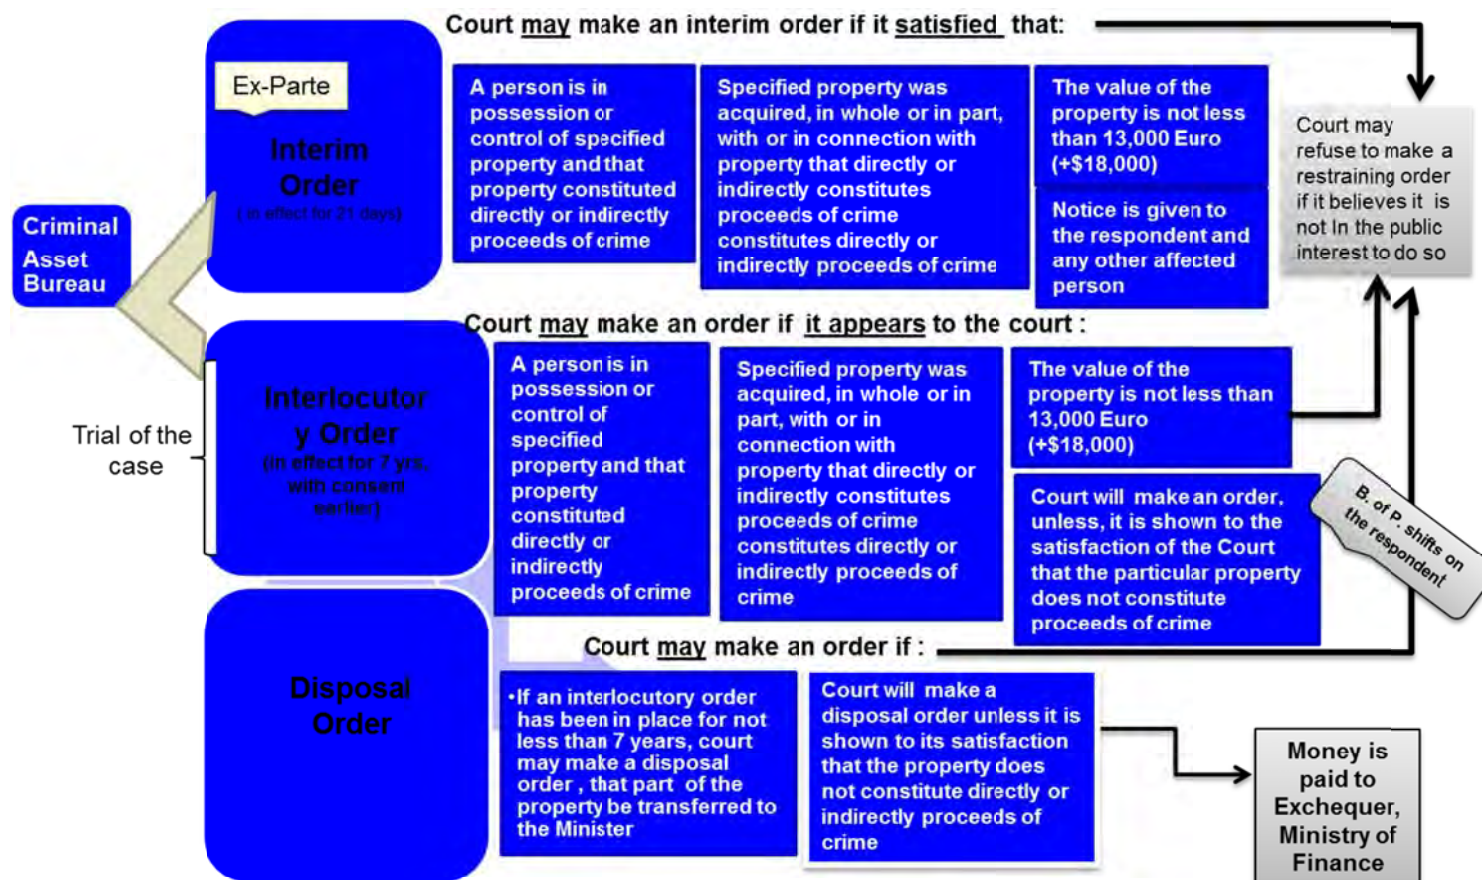 Court may make an interim order if it satisfied that:
Ex-Parte
Interim
Order
( in effect for 21 days)
A person is in
possession or
control of specified
property and that
property constituted
directly or indirectly
proceeds of crime
Specified property was
acquired, in whole or in part,
with or in connection with
property that directly or
indirectly constitutes
proceeds of crime
constitutes directly or
indirectly proceeds of crime
The value of the
property is not less
than 13,000 Euro
(+$18,000)
Notice is given to
the respondent and
any other affected
person
Court may
refuse to make a
restraining order
if it believes it is
not In the public
interest to do so
Criminal
Asset
Bureau
Court may make an order if it appears to the court :
Trial of the
case
Interlocutor
y Order
(in effect for 7 yrs,
with consent
earlier)
A person is in
possession or
control of
specified
property and that
property
constituted
directly or
indirectly
proceeds of crime
Specified property was
acquired, in whole or in
part, with or in
connection with
property that directly or
indirectly constitutes
proceeds of crime
constitutes directly or
indirectly proceeds of
crime
The value of the
property is not less than
13,000 Euro
(+$18,000)
Court will make an order,
unless, it is shown to the
satisfaction of the Court
that the particular property
does not constitute
proceeds of crime
B. of P. shifts on
the respondent
Court may make an order if :
Disposal
Order
•If an interlocutory order
has been in place for not
less than 7 years, court
may make a disposal
order , that part of the
property be transferred to
the Minister
Court will make a
disposal order unless it is
shown to its satisfaction
that the property does
not constitute directly or
indirectly proceeds of
crime
Money is
paid to
Exchequer,
Ministry of
Finance